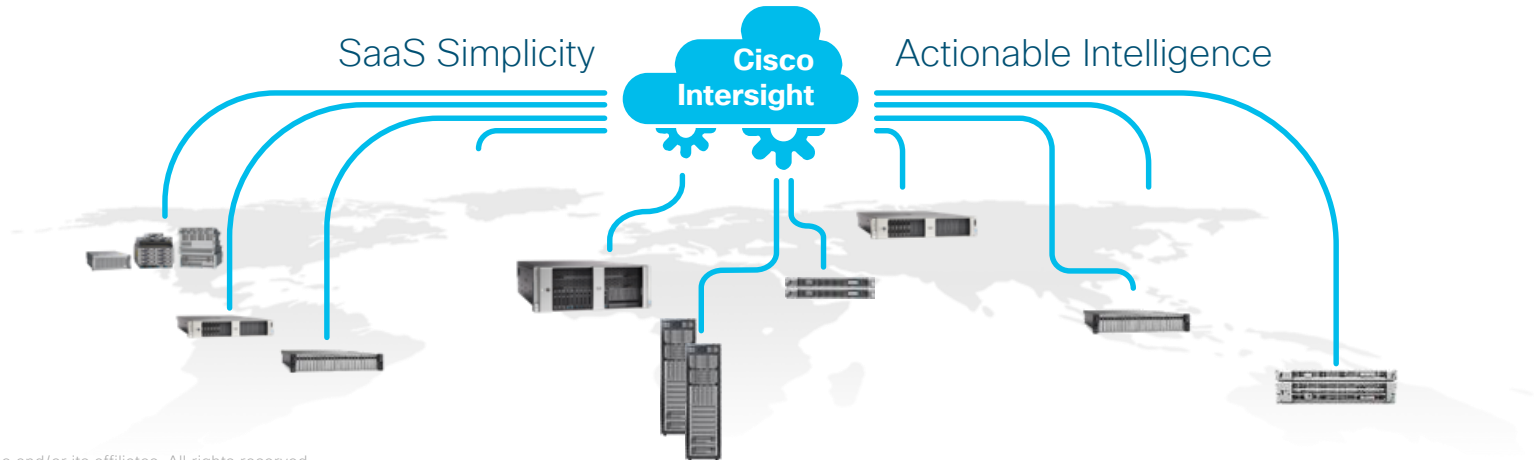 SaaS Simplicity
Cisco
Intersight
Actionable Intelligence
and/or its affiliates. All rights reserved